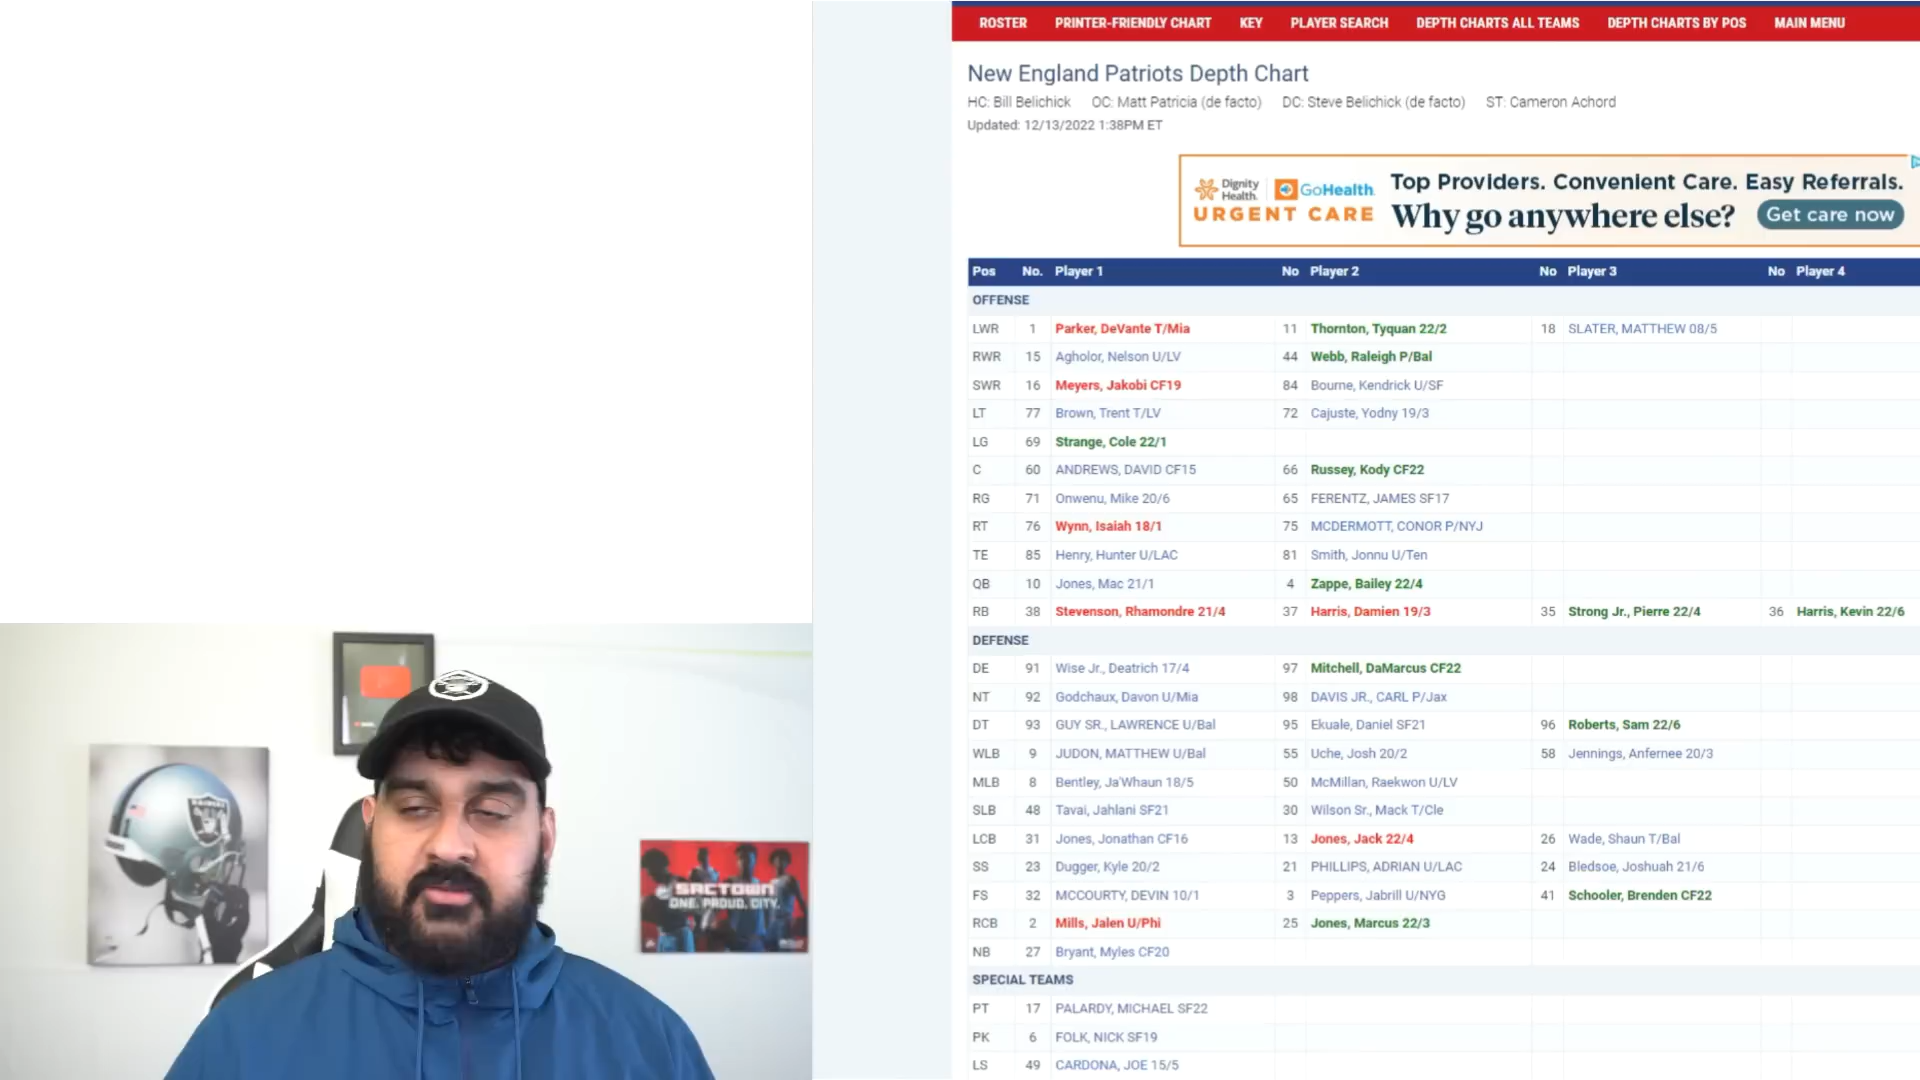 ROSTER PRINTER-FRIENDLY CHART KEY PLAYER SEARCH DEPTH CHARTS ALL TEAMS DEPTH CHARTS BY POS MAIN MENU
New England Patriots Depth Chart
HC: Bill Belichick OC: Matt Patricia (de facto) DC: Steve Belichick (de facto) ST: Cameron Achord
Updated: 12/13/2022 1:38PM ET
Dignity Health. GoHealth
URGENT CARE
Top Providers. Convenient Care. Easy Referrals.
Why go anywhere else? Get care now
Pos No. Player 1 No Player 2 No Player 3 No Player 4
OFFENSE
LWR 1 Parker, DeVante T/Mia 11 Thornton, Tyquan 22/2 18 SLATER, MATTHEW 08/5
RWR 15 Agholor, Nelson U/LV 44 Webb, Raleigh P/Bal
SWR 16 Meyers, Jakobi CF19 84 Bourne, Kendrick U/SF
LT 77 Brown, Trent T/LV 72 Cajuste, Yodny 19/3
LG 69 Strange, Cole 22/1
C 60 ANDREWS, DAVID CF15 66 Russey, Kody CF22
RG 71 Onwenu, Mike 20/6 65 FERENTZ, JAMES SF17
RT 76 Wynn, Isaiah 18/1 75 MCDERMOTT, CONOR P/NYJ
TE 85 Henry, Hunter U/LAC 81 Smith, Jonnu U/Ten
QB 10 Jones, Mac 21/1 4 Zappe, Bailey 22/4
RB 38 Stevenson, Rhamondre 21/4 37 Harris, Damien 19/3 35 Strong Jr., Pierre 22/4 36 Harris, Kevin 22/6
DEFENSE
DE 91 Wise Jr., Deatrich 17/4 97 Mitchell, DaMarcus CF22
NT 92 Godchaux, Davon U/Mia 98 DAVIS JR., CARL P/Jax
DT 93 GUY SR., LAWRENCE U/Bal 95 Ekuale, Daniel SF21 96 Roberts, Sam 22/6
WLB 9 JUDON, MATTHEW U/Bal 55 Uche, Josh 20/2 58 Jennings, Anfernee 20/3
MLB 8 Bentley, Ja'Whaun 18/5 50 McMillan, Raekwon U/LV
SLB 48 Tavai, Jahlani SF21 30 Wilson Sr., Mack T/Cle
LCB 31 Jones, Jonathan CF16 13 Jones, Jack 22/4 26 Wade, Shaun T/Bal
SS 23 Dugger, Kyle 20/2 21 PHILLIPS, ADRIAN U/LAC 24 Bledsoe, Joshuah 21/6
FS 32 MCCOURTY, DEVIN 10/1 3 Peppers, Jabrill U/NYG 41 Schooler, Brenden CF22
RCB 2 Mills, Jalen U/Phi 25 Jones, Marcus 22/3
NB 27 Bryant, Myles CF20
SPECIAL TEAMS
PT 17 PALARDY, MICHAEL SF22
PK 6 FOLK, NICK SF19
LS 49 CARDONA, JOE 15/5
RAIDERS
SACTOWN
ONE. PROUD. CITY.